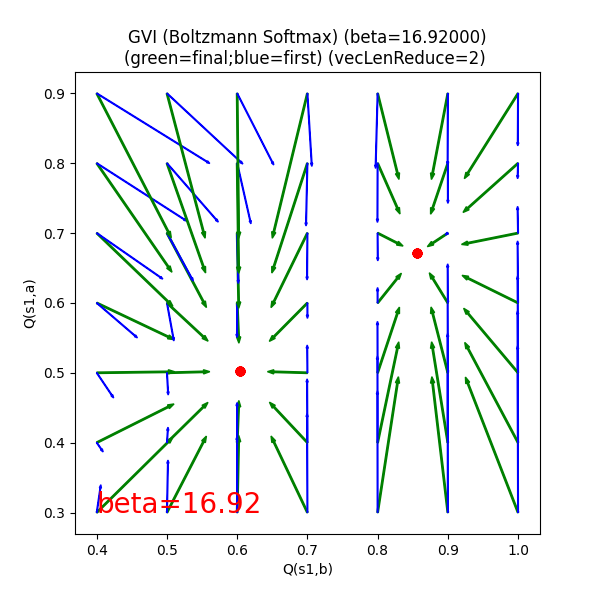 GVI (Boltzmann Softmax) (beta=16.92000)
(green=final;blue=first) (vecLenReduce=2)
Q(s1,a)
0.9
0.8
0.7
0.6
0.5
0.4
0.3
beta=16.92
0.4 0.5 0.6 0.7 0.8 0.9 1.0
Q(s1,b)